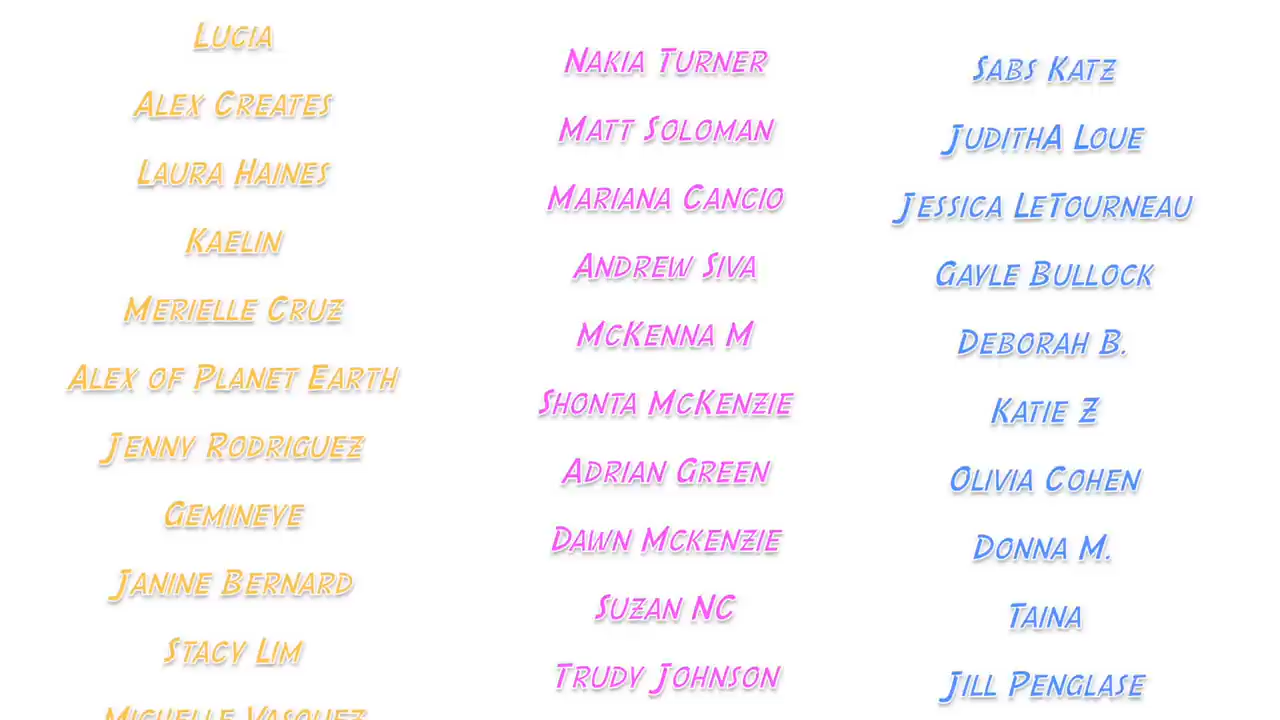 Lucia
Alex Creates
Laura Haines
Kaelin
Merielle Cruz
Alex of Planet Earth
Jenny Rodriguez
Gemineye
Janine Bernard
Stacy Lim
Michelle Vasquez
Nakia Turner
Matt Soloman
Mariana Cancio
Andrew Siva
McKenna M
Shonta McKenzie
Adrian Green
Dawn Mckenzie
Suzan NC
Trudy Johnson
Sabs Katz
JudithA Loue
Jessica LeTourneau
Gayle Bullock
Deborah B.
Katie Z
Olivia Cohen
Donna M.
Taina
Jill Penglase